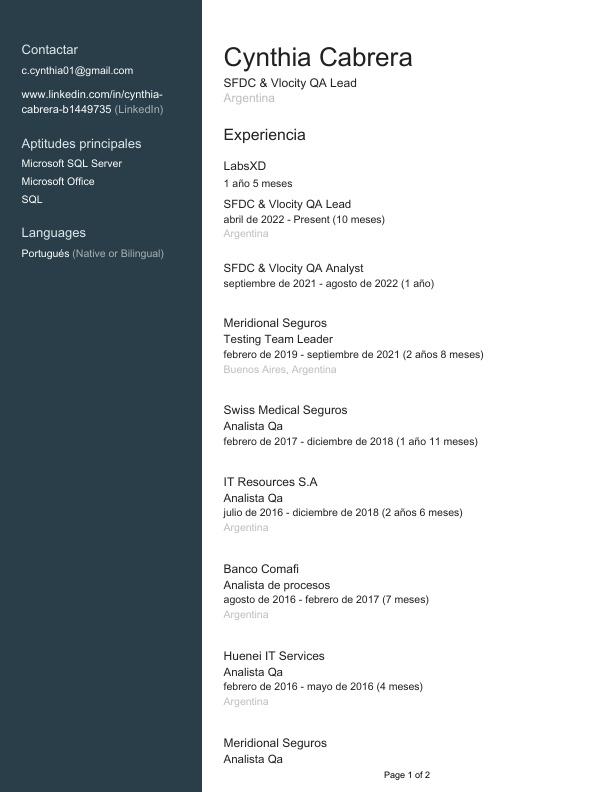 Contactar
c.cynthia01@gmail.com
www.linkedin.com/in/cynthia-
cabrera-b1449735 (LinkedIn)
Aptitudes principales
Microsoft SQL Server
Microsoft Office
SQL
Languages
Portugués (Native or Bilingual)
Cynthia Cabrera
SFDC & Vlocity QA Lead
Argentina
Experiencia
LabsXD
1 año 5 meses
SFDC & Vlocity QA Lead
abril de 2022 - Present (10 meses)
Argentina
SFDC & Vlocity QA Analyst
septiembre de 2021 - agosto de 2022 (1 año)
Meridional Seguros
Testing Team Leader
febrero de 2019 - septiembre de 2021 (2 años 8 meses)
Buenos Aires, Argentina
Swiss Medical Seguros
Analista Qa
febrero de 2017 - diciembre de 2018 (1 año 11 meses)
IT Resources S.A
Analista Qa
julio de 2016 - diciembre de 2018 (2 años 6 meses)
Argentina
Banco Comafi
Analista de procesos
agosto de 2016 - febrero de 2017 (7 meses)
Argentina
Huenei IT Services
Analista Qa
febrero de 2016 - mayo de 2016 (4 meses)
Argentina
Meridional Seguros
Analista Qa
Page 1 of 2